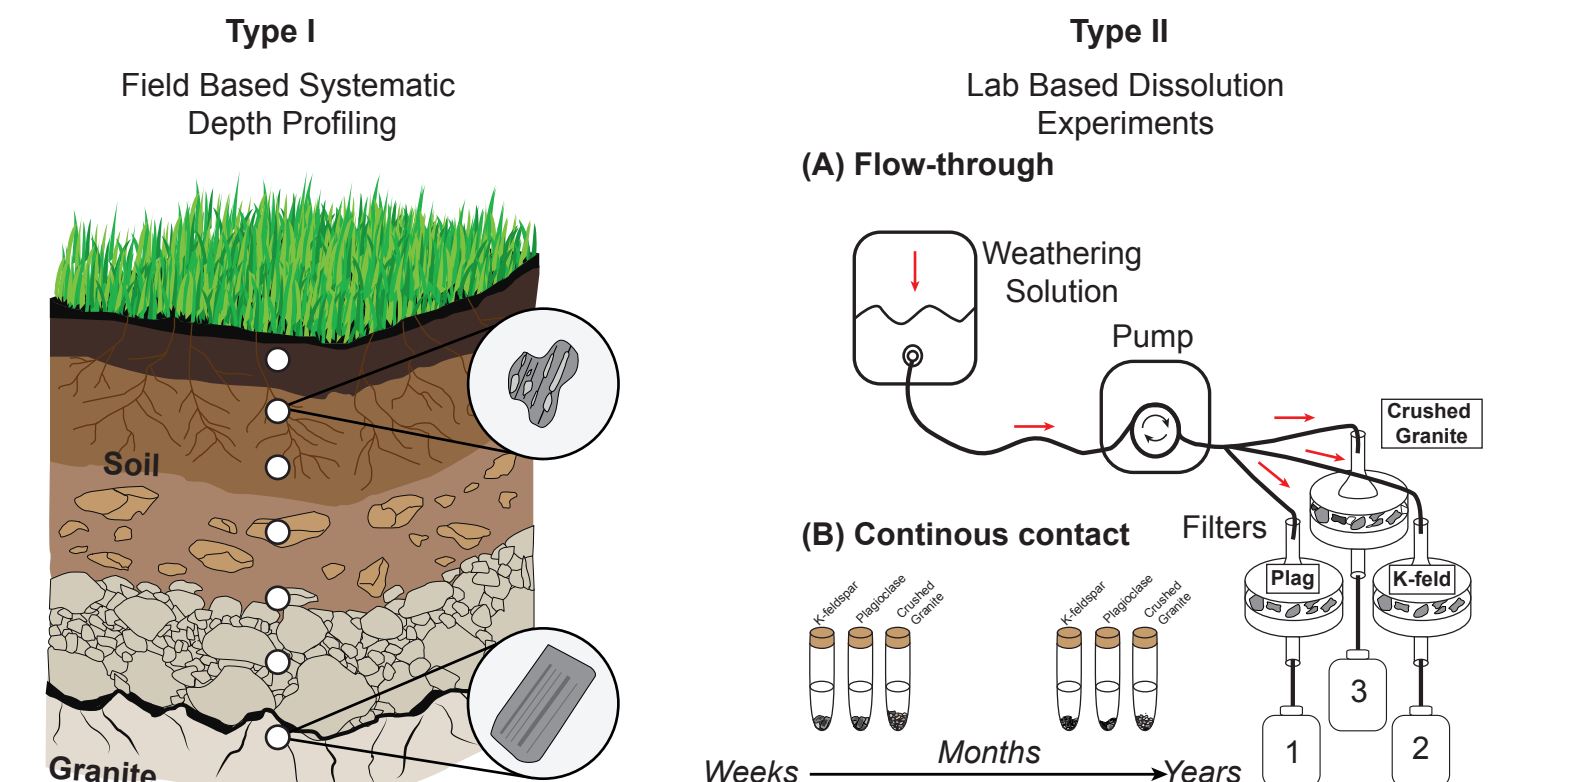 Type I
Field Based Systematic
Depth Profiling
Soil
Granite
Type II
Lab Based Dissolution
Experiments
(A) Flow-through
Weathering
Solution
Pump
Crushed
Granite
Filters
Plag
K-feld
1
3
2
(B) Continous contact
K-feldspar
Plagioclase
Crushed
Granite
K-feldspar
Plagioclase
Crushed
Granite
Weeks
Months
Years